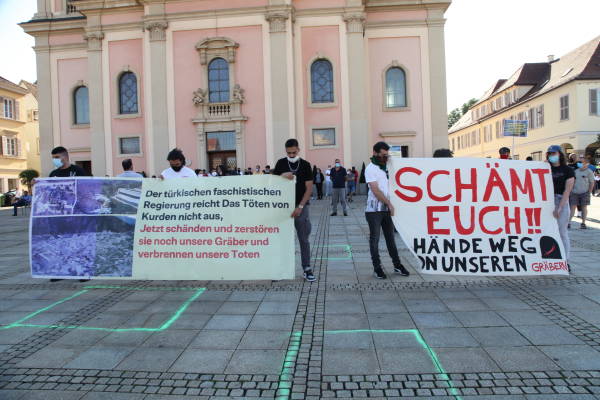 Der türkischen faschistischen
Regierung reicht Das Töten von
Kurden nicht aus,
Jetzt schänden und zerstören
sie noch unsere Gräber und
verbrennen unsere Toten
SCHÄMT
EUCH!!
HÄNDE WEG
ON UNSEREN
GRÄBERN